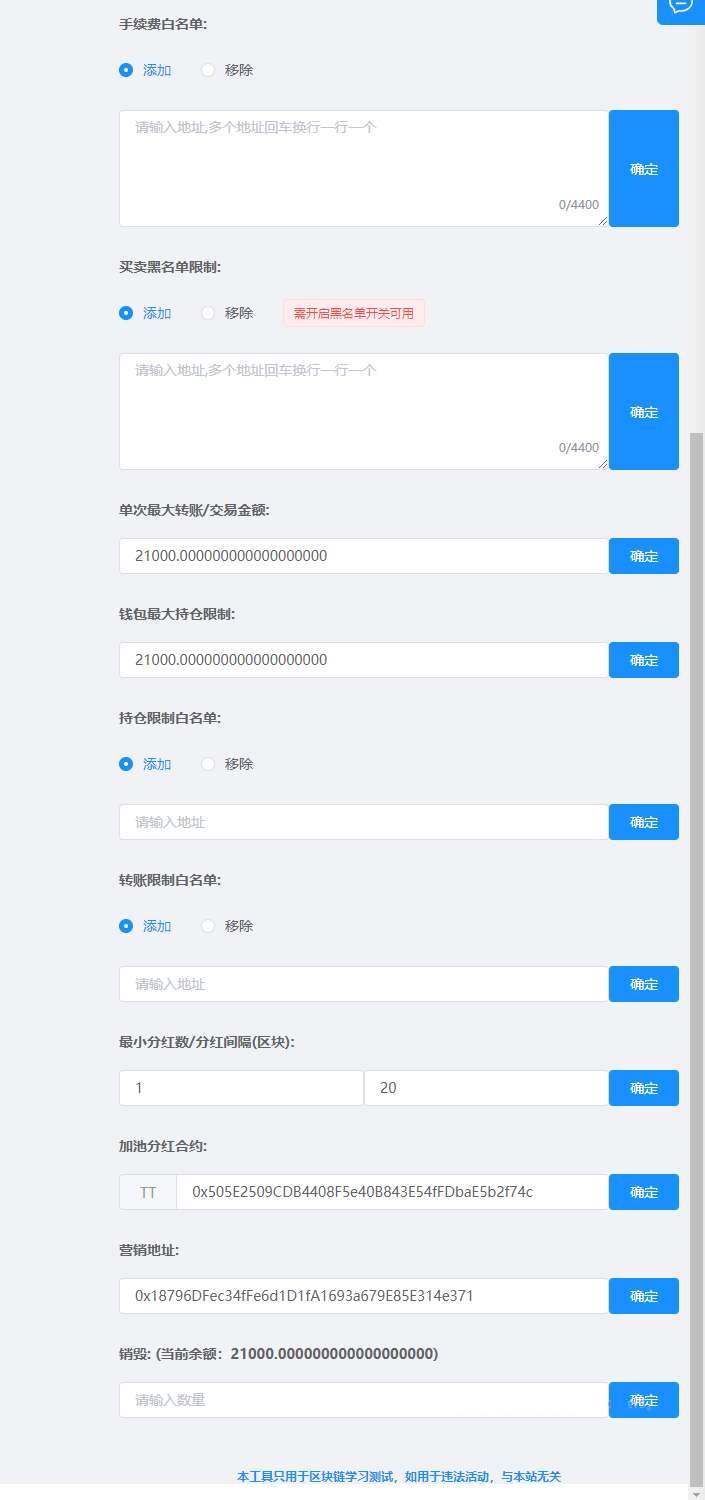 手续费白名单:
添加 移除
请输入地址,多个地址回车换行一行一个
确定
0/4400
买卖黑名单限制:
添加 移除 需开启黑名单开关可用
请输入地址,多个地址回车换行一行一个
确定
0/4400
单次最大转账/交易金额:
21000.000000000000000000 确定
钱包最大持仓限制:
21000.000000000000000000 确定
持仓限制白名单:
添加 移除
请输入地址 确定
转账限制白名单:
添加 移除
请输入地址 确定
最小分红数/分红间隔(区块):
1 20 确定
加池分红合约:
TT 0x505E2509CDB4408F5e40B843E54fFDbaE5b2f74c 确定
营销地址:
0x18796DFec34fFe6d1D1fA1693a679E85E314e371 确定
销毁: (当前余额：21000.000000000000000000)
请输入数量 确定
本工具只用于区块链学习测试，如用于违法活动，与本站无关